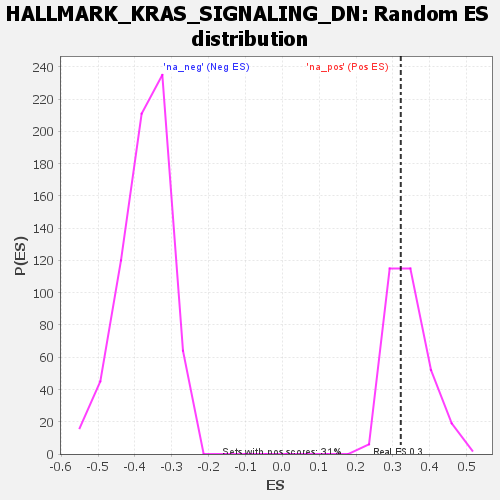 HALLMARK_KRAS_SIGNALING_DN: Random ES
distribution
'na_neg' (Neg ES)
'na_pos' (Pos ES)
240
220
200
180
160
140
120
100
80
60
40
20
0
P(ES)
Sets with pos scores: 31%
Real ES 0.3
-0.6 -0.5 -0.4 -0.3 -0.2 -0.1 0.0 0.1 0.2 0.3 0.4 0.5
ES